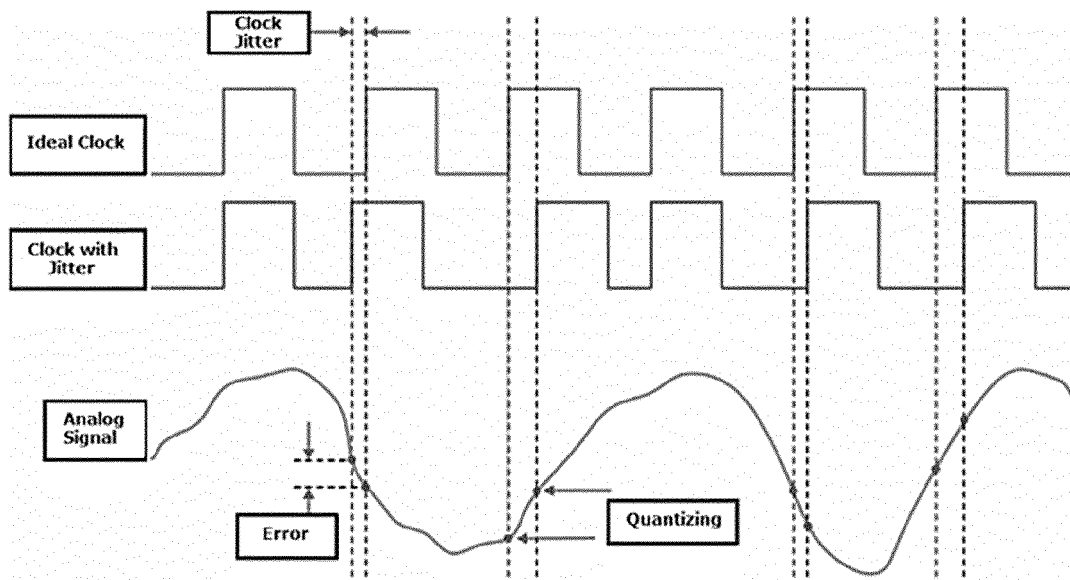 Clock
Jitter
Ideal Clock
Clock with
Jitter
Analog
Signal
Error
Quantizing